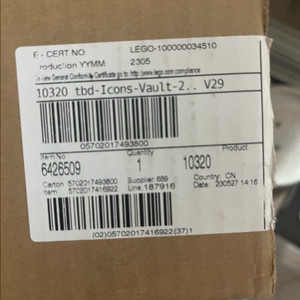 E - CERT NO: LEGO-100000034510
Production YYMM: 2305
To view General Conformity Certificate go to: http://www.lego.com/compliance
10320 tbd-Icons-Vault-2.. V29
05702017493800
Item No Quantity Product
6426509 1 10320
Carton 5702017493800 Supplier 689 Country: CN
Item 5702017416922 Line:187916 Date: 230527 14:16
(02)05702017416922(37)1